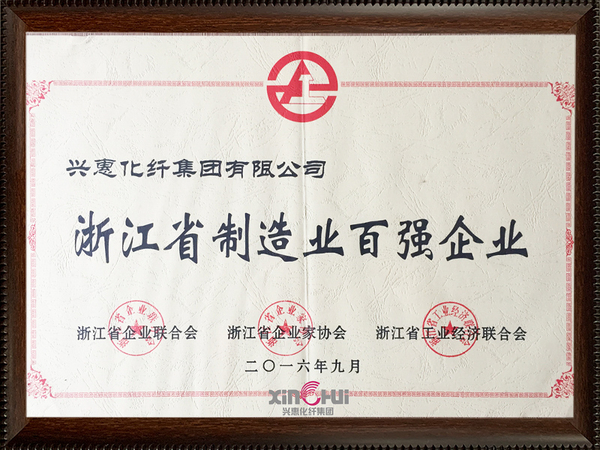 兴惠化纤集团有限公司
浙江省制造业百强企业
浙江省企业联合会 浙江省企业家协会 浙江省工业经济联合会
二〇一六年九月
XINGHUI
兴惠化纤集团